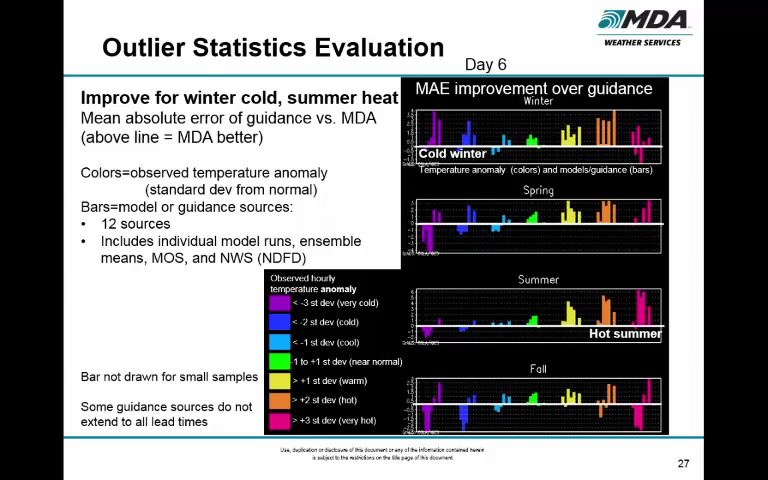 MDA
WEATHER SERVICES
Outlier Statistics Evaluation
Day 6
Improve for winter cold, summer heat
Mean absolute error of guidance vs. MDA
(above line = MDA better)
Colors=observed temperature anomaly
(standard dev from normal)
Bars=model or guidance sources:
• 12 sources
• Includes individual model runs, ensemble
means, MOS, and NWS (NDFD)
Bar not drawn for small samples
Some guidance sources do not
extend to all lead times
Observed hourly
temperature anomaly
< -3 st dev (very cold)
< -2 st dev (cold)
< -1 st dev (cool)
-1 to +1 st dev (near normal)
> +1 st dev (warm)
> +2 st dev (hot)
> +3 st dev (very hot)
MAE improvement over guidance
Winter
Cold winter
Temperature anomaly (colors) and models/guidance (bars)
Spring
Summer
Hot summer
Fall
Use, duplication or disclosure of this document or any of the information contained herein
is subject to the restrictions on the title page of this document.
27